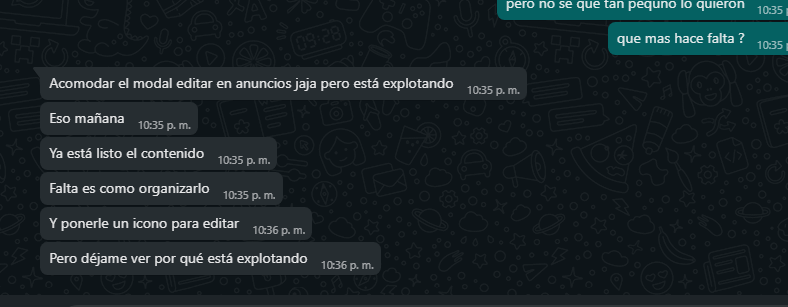 pero no se que tan pequño lo quieron 10:35 p
que mas hace falta ? 10:35 p
Acomodar el modal editar en anuncios jaja pero está explotando 10:35 p. m.
Eso mañana 10:35 p. m.
Ya está listo el contenido 10:35 p. m.
Falta es como organizarlo 10:35 p. m.
Y ponerle un icono para editar 10:36 p. m.
Pero déjame ver por qué está explotando 10:36 p. m.